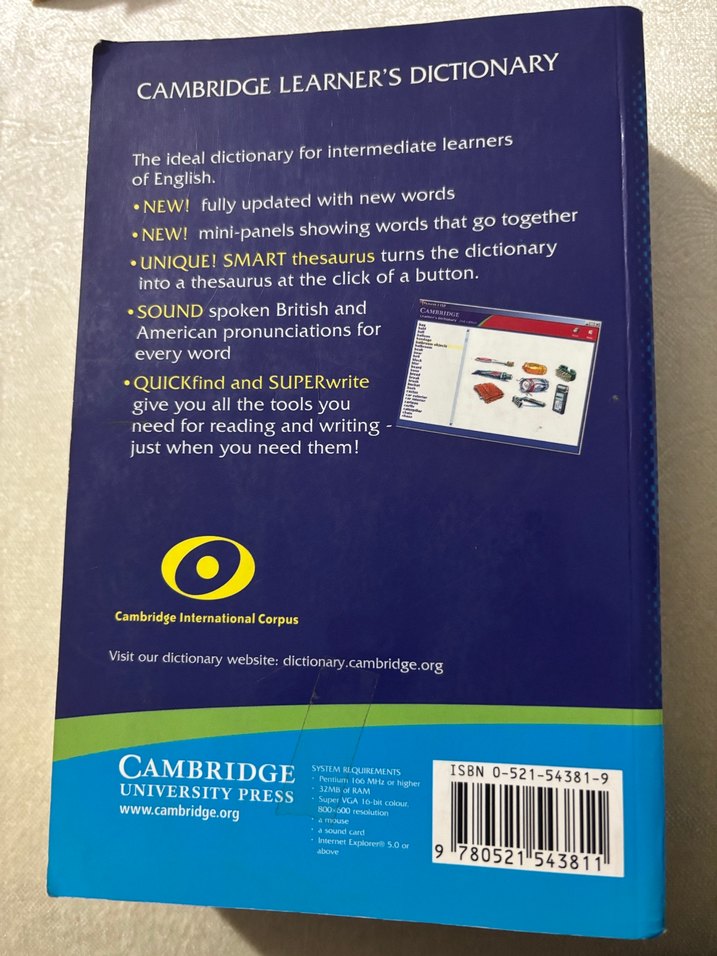 CAMBRIDGE LEARNER'S DICTIONARY
The ideal dictionary for intermediate learners
of English.
• NEW! fully updated with new words
• NEW! mini-panels showing words that go together
• UNIQUE! SMART thesaurus turns the dictionary
into a thesaurus at the click of a button.
• SOUND spoken British and
American pronunciations for
every word
• QUICKfind and SUPERwrite
give you all the tools you
need for reading and writing -
just when you need them!
CAMBRIDGE
Cambridge International Corpus
Visit our dictionary website: dictionary.cambridge.org
CAMBRIDGE
UNIVERSITY PRESS
www.cambridge.org
SYSTEM REQUIREMENTS
· Pentium 166 MHz or higher
· 32MB of RAM
· Super VGA 16-bit colour,
800×600 resolution
· a mouse
· a sound card
· Internet Explorer® 5.0 or
above
ISBN 0-521-54381-9
9 780521 543811